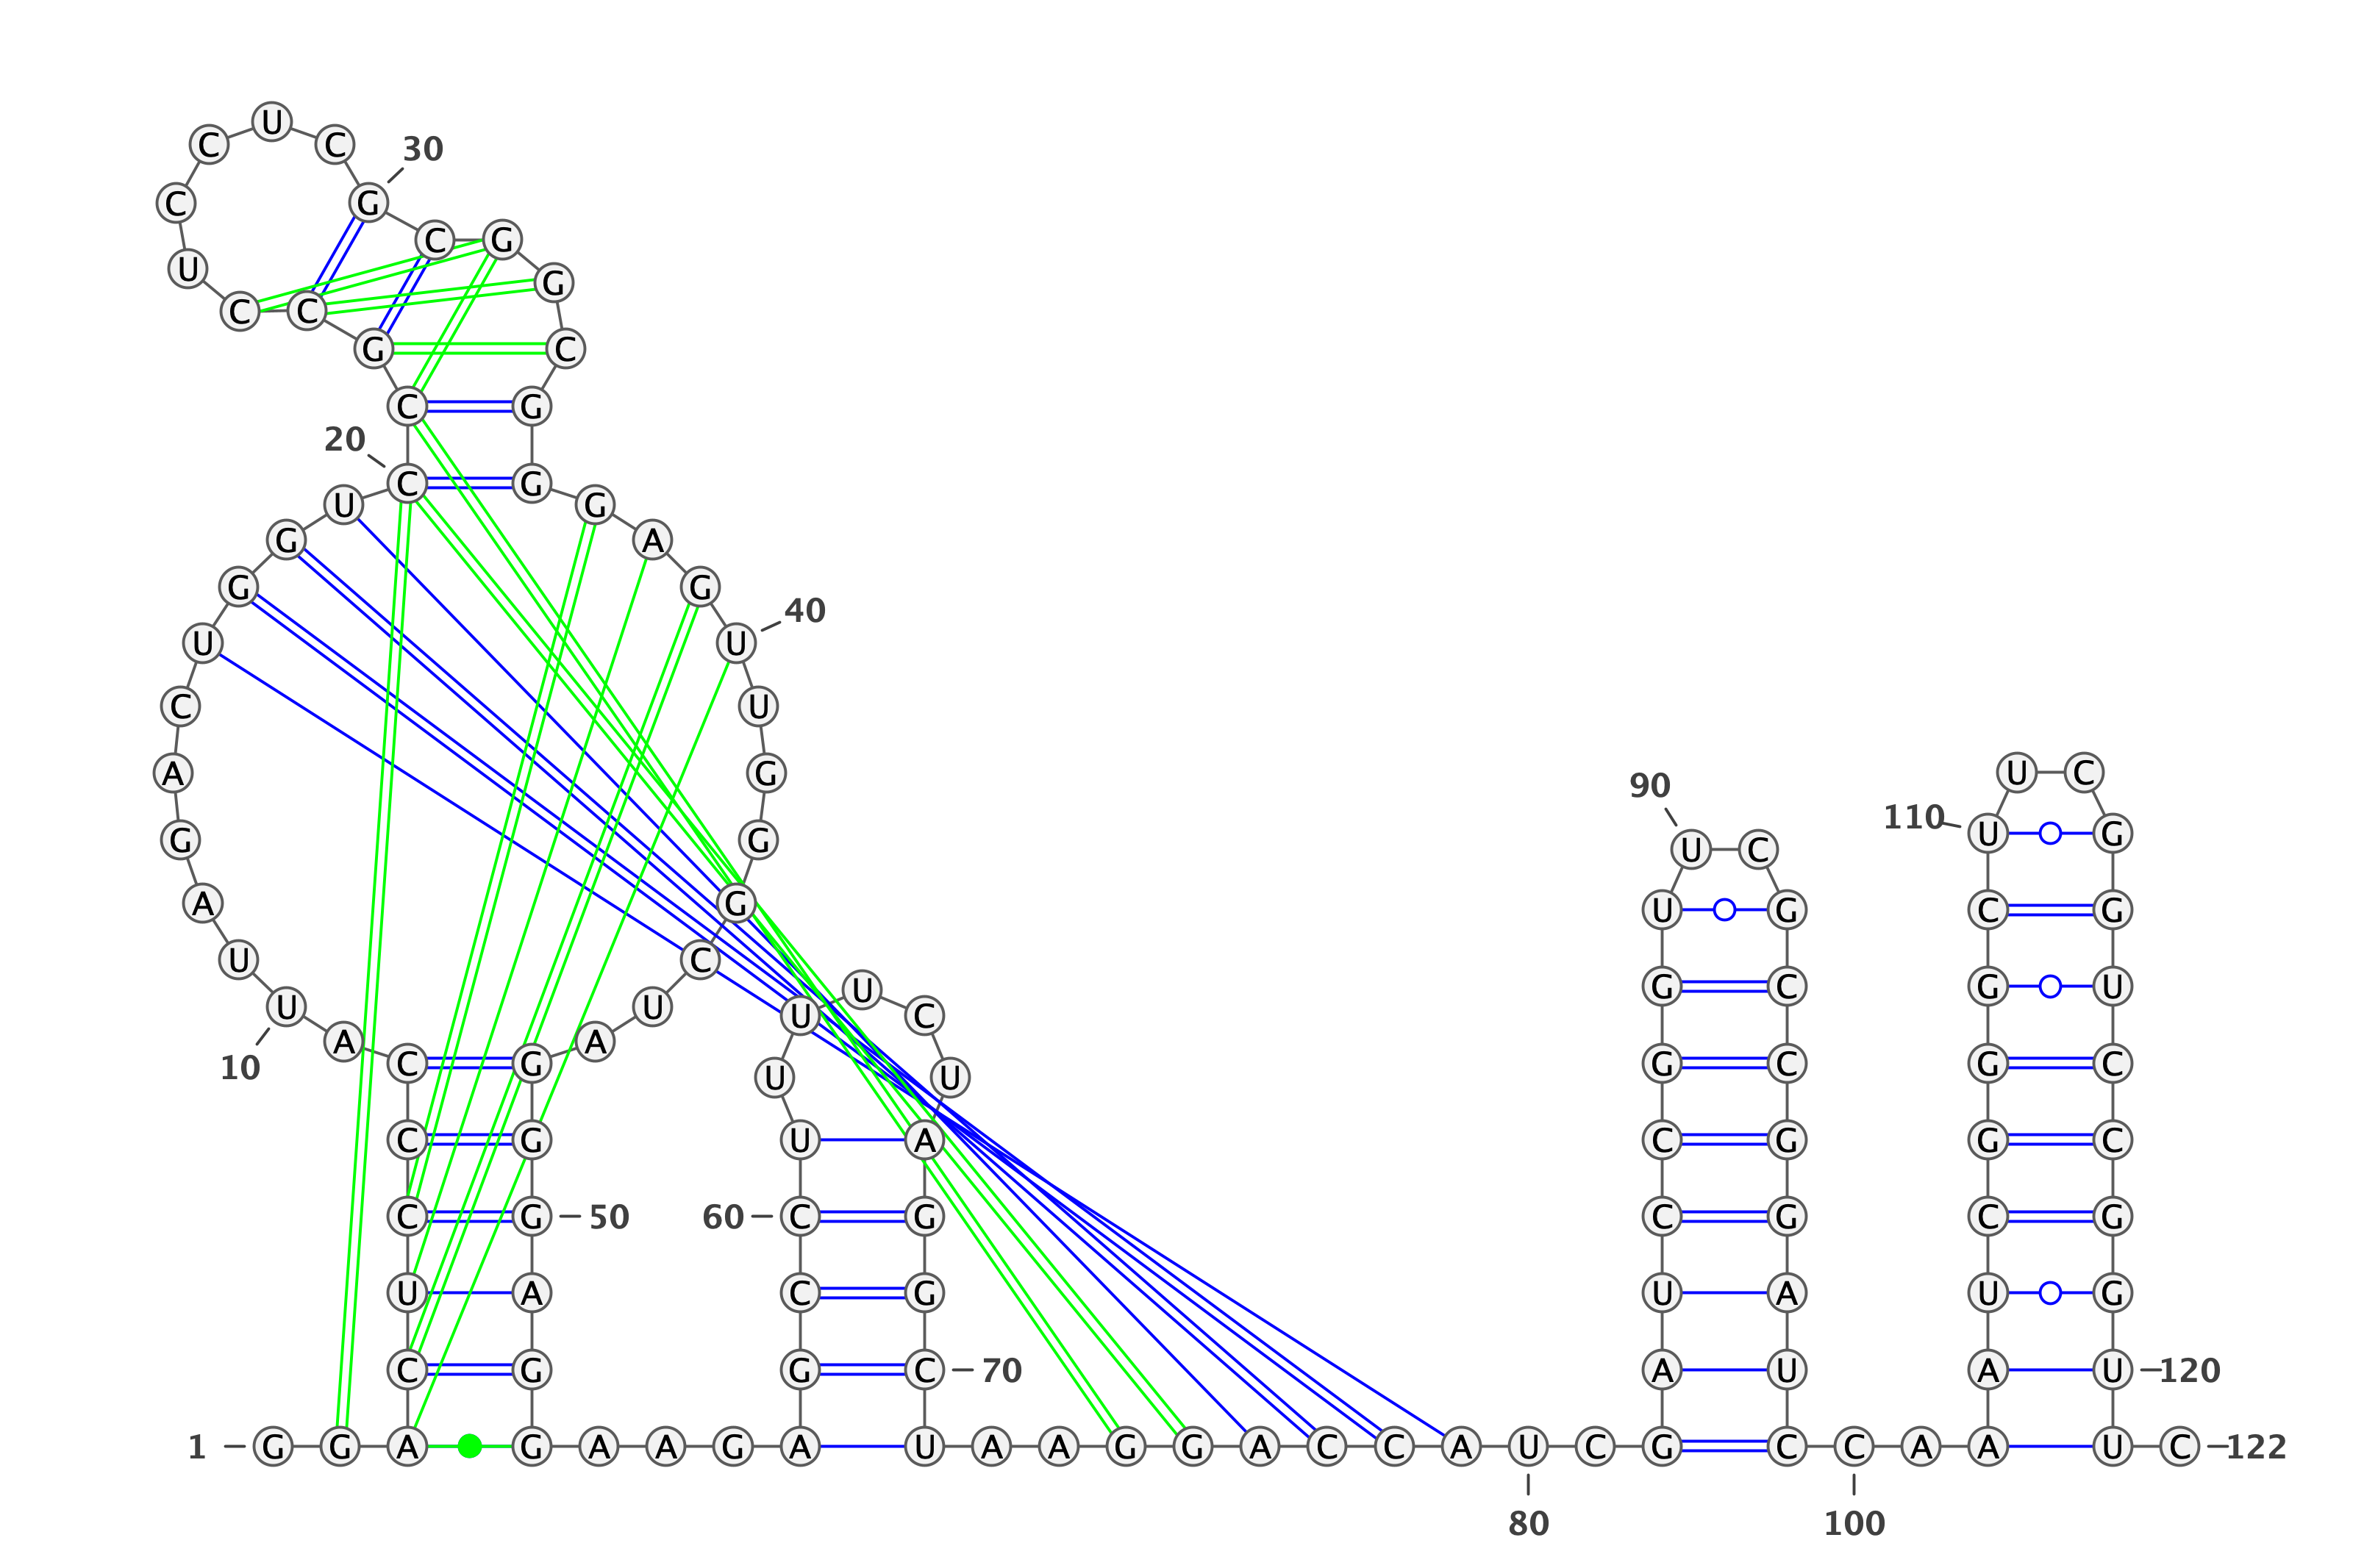 U
C C 30
C G
C G
U G
C C
G C
C G
20
C G
U G
G A
G G
40
U U
C U
A G U C
90
110 U G
G G U C
A G U G C G
U C
U G C G U
U U U C
A A
10 C G U U G C G C
C G U A C G G C
C G 50 60 C G C G C G
U A C G U A U G
C G G C 70 A U A U 120
1 G G A G A A G A U A A G G A C C A U C G C C A A U C 122
80 100